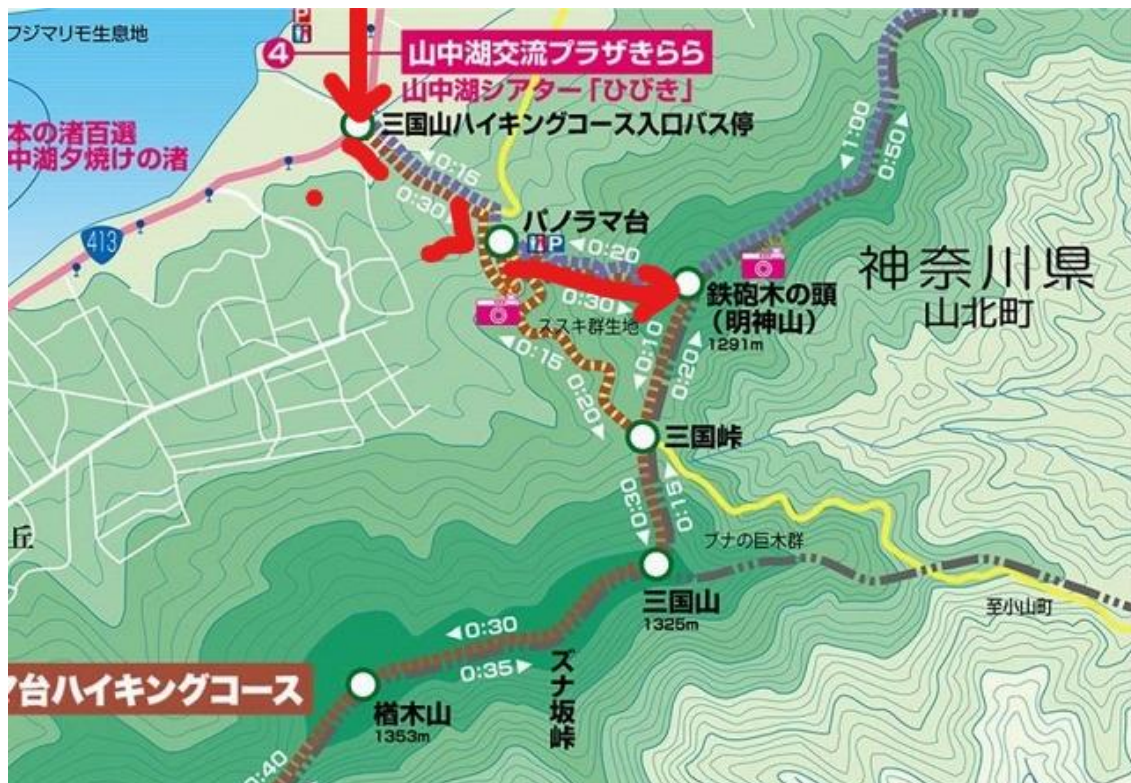 フジマリモ生息地
P
④
山中湖交流プラザきらら
山中湖シアター「ひびき」
本の渚百選
中湖夕焼けの渚
三国山ハイキングコース入口バス停
◀0:15
0:30
413
パノラマ台
P
◀0:20
0:30▶
◀1:00
0:50▶
神奈川県
山北町
鉄砲木の頭
(明神山)
1291m
ススキ群生地
◀0:15
0:20▶
◀0:10
0:20▶
三国峠
0:30▶
◀0:15
ブナの巨木群
丘
三国山
1325m
至小山町
◀0:30
0:35▶
ズナ坂峠
マ台ハイキングコース
楢木山
1353m
0:40